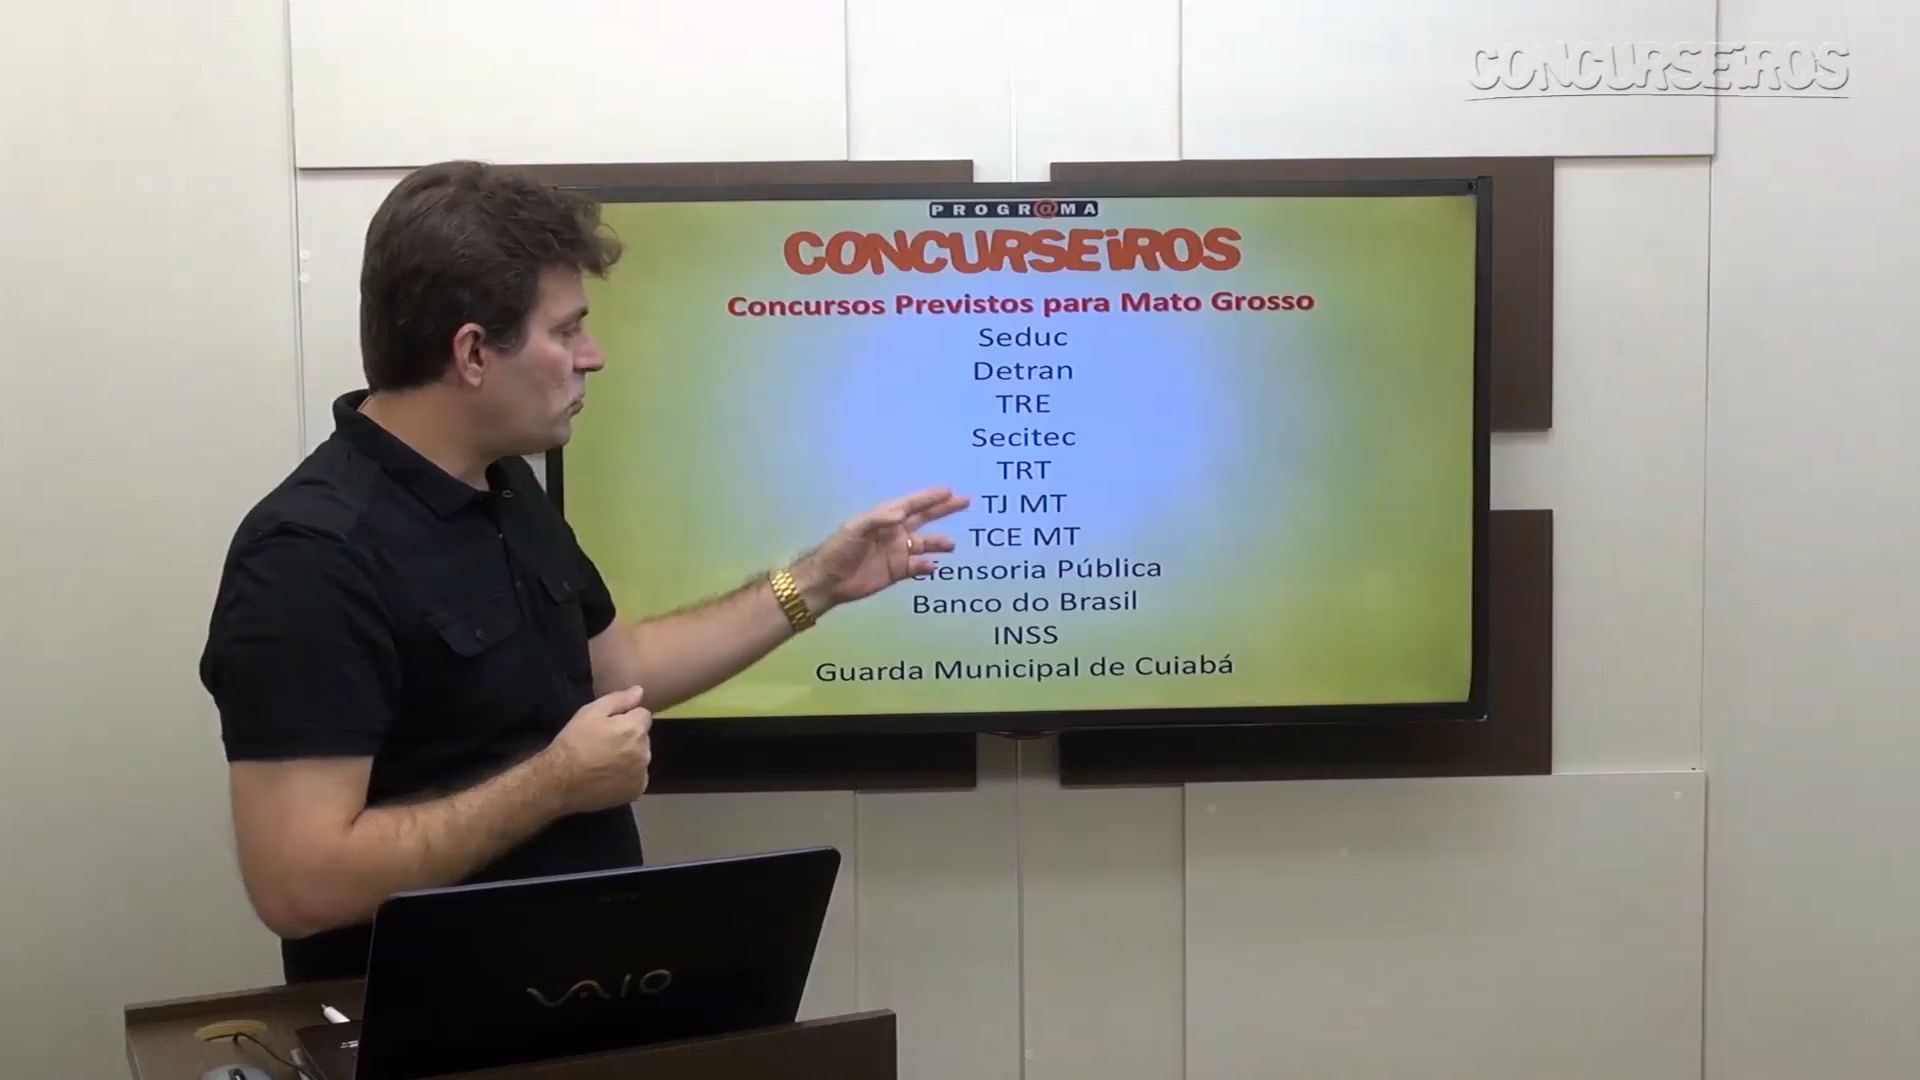 CONCURSEiROS
PROGR@MA
CONCURSEiROS
Concursos Previstos para Mato Grosso
Seduc
Detran
TRE
Secitec
TRT
TJ MT
TCE MT
Pública
Banco do Brasil
INSS
Guarda Municipal de Cuiabá
VAIO